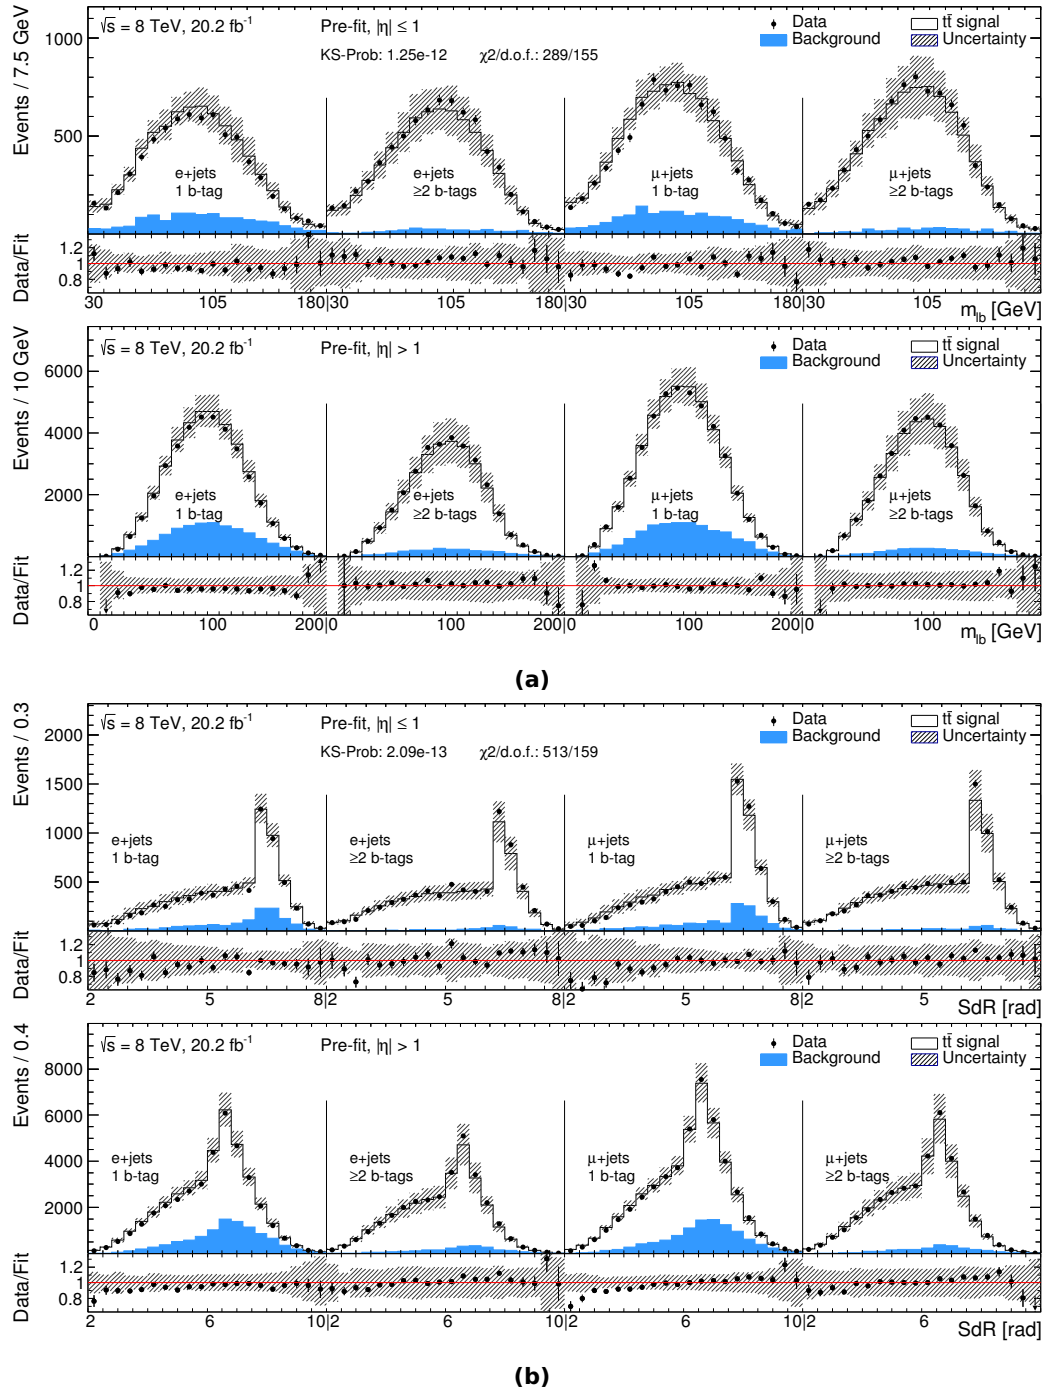 √s = 8 TeV, 20.2 fb⁻¹ Pre-fit, |η| ≤ 1 Data tt̄ signal
KS-Prob: 1.25e-12 χ2/d.o.f.: 289/155 Background Uncertainty
Events / 7.5 GeV
1000
500
e+jets e+jets μ+jets μ+jets
1 b-tag ≥2 b-tags 1 b-tag ≥2 b-tags
Data/Fit
1.2
1
0.8
30 105 180|30 105 180|30 105 180|30 105
m_lb [GeV]
√s = 8 TeV, 20.2 fb⁻¹ Pre-fit, |η| > 1 Data tt̄ signal
Background Uncertainty
Events / 10 GeV
6000
4000
2000
e+jets e+jets μ+jets μ+jets
1 b-tag ≥2 b-tags 1 b-tag ≥2 b-tags
Data/Fit
1.2
1
0.8
0 100 200|0 100 200|0 100 200|0 100
m_lb [GeV]
(a)
√s = 8 TeV, 20.2 fb⁻¹ Pre-fit, |η| ≤ 1 Data tt̄ signal
KS-Prob: 2.09e-13 χ2/d.o.f.: 513/159 Background Uncertainty
Events / 0.3
2000
1500
1000
500
e+jets e+jets μ+jets μ+jets
1 b-tag ≥2 b-tags 1 b-tag ≥2 b-tags
Data/Fit
1.2
1
0.8
2 5 8|2 5 8|2 5 8|2 5
SdR [rad]
√s = 8 TeV, 20.2 fb⁻¹ Pre-fit, |η| > 1 Data tt̄ signal
Background Uncertainty
Events / 0.4
8000
6000
4000
2000
e+jets e+jets μ+jets μ+jets
1 b-tag ≥2 b-tags 1 b-tag ≥2 b-tags
Data/Fit
1.2
1
0.8
2 6 10|2 6 10|2 6 10|2 6
SdR [rad]
(b)